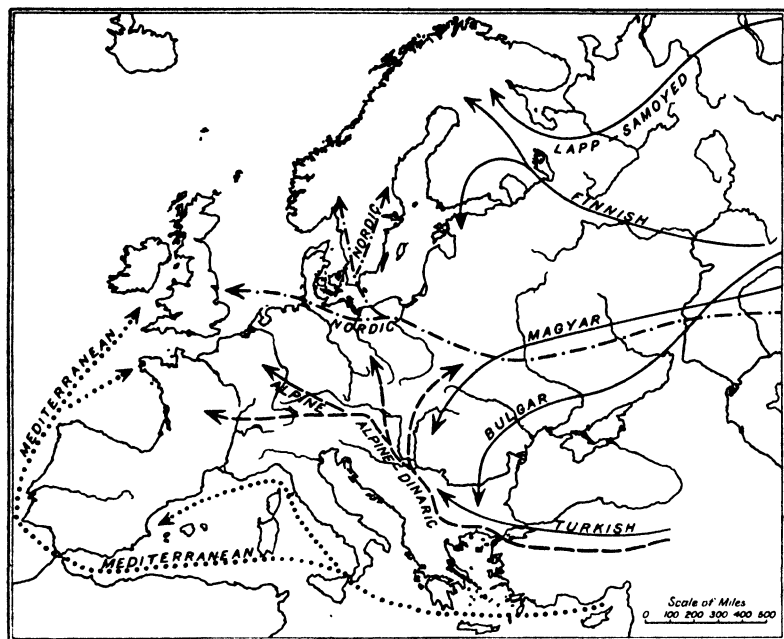 LAPP - SAMOYED
FINNISH
NORDIC
NORDIC
MAGYAR
MEDITERRANEAN
ALPINE
BULGAR
ALPINE DINARIC
TURKISH
MEDITERRANEAN
Scale of Miles
0 100 200 300 400 500